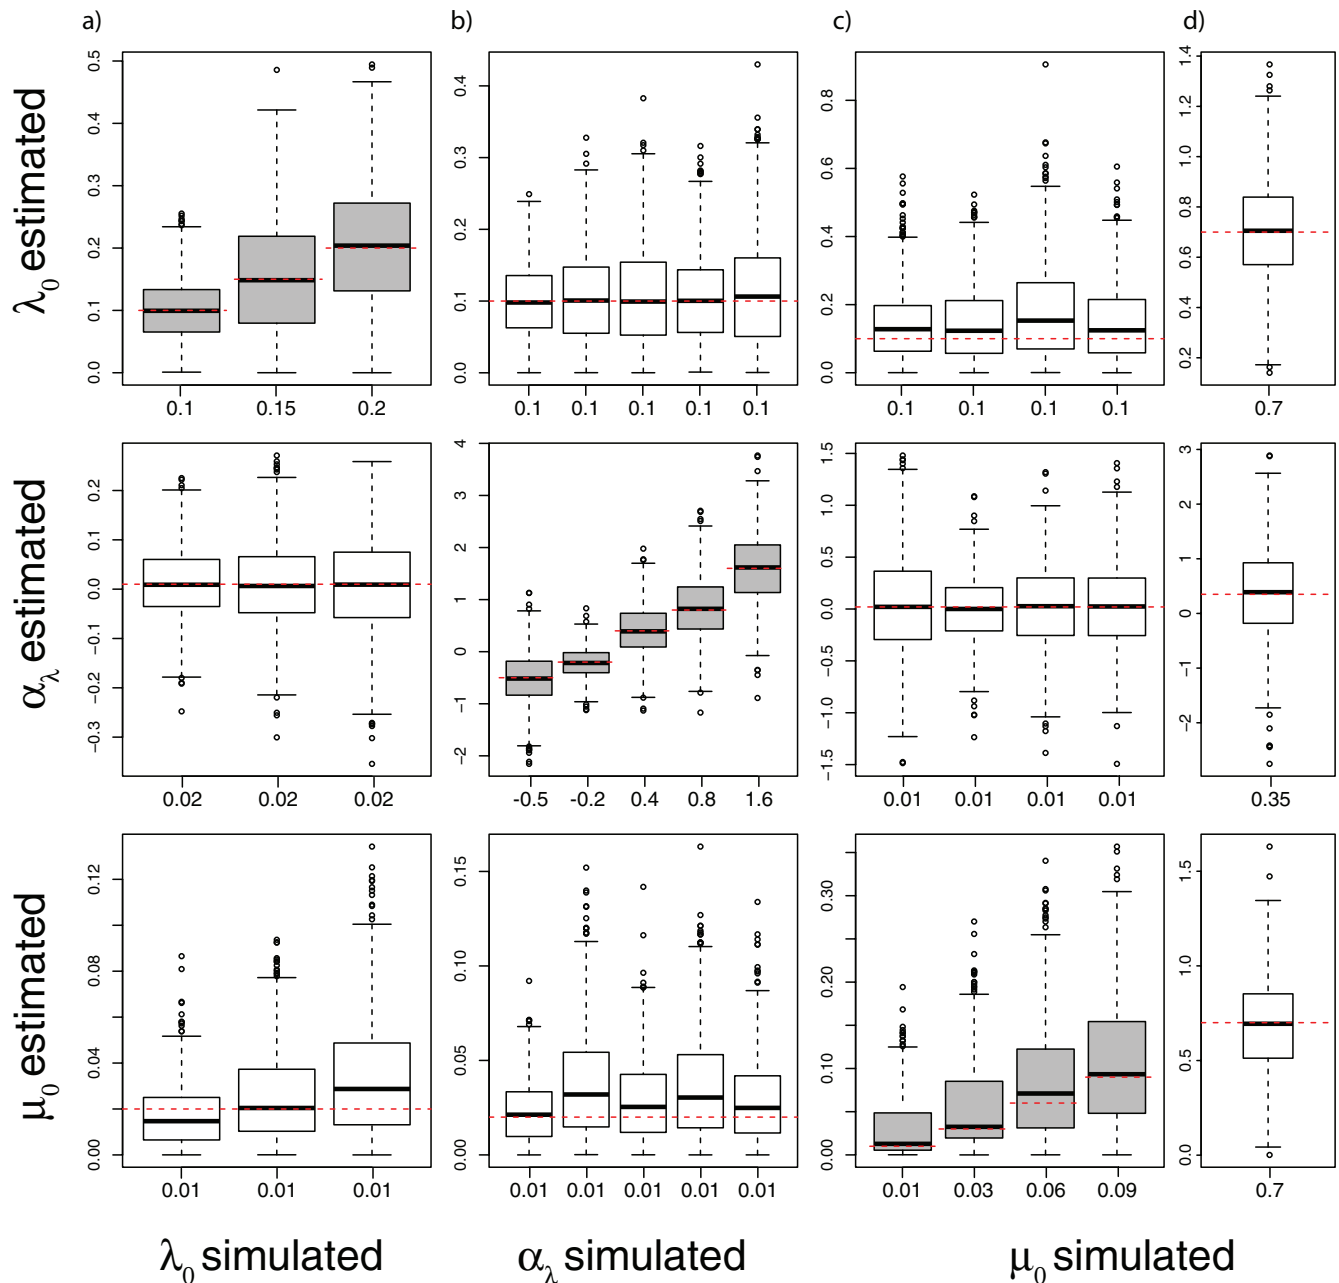 a) b) c) d)
λ0 estimated
0.0 0.1 0.2 0.3 0.4 0.5
0.1 0.15 0.2
0.0 0.1 0.2 0.3 0.4
0.1 0.1 0.1 0.1 0.1
0.0 0.2 0.4 0.6 0.8
0.1 0.1 0.1 0.1
0.2 0.4 0.6 0.8 1.0 1.2 1.4
0.7
αλ estimated
−0.3 −0.2 −0.1 0.0 0.1 0.2
0.02 0.02 0.02
−2 −1 0 1 2 3 4
-0.5 -0.2 0.4 0.8 1.6
−1.5 −1.0 −0.5 0.0 0.5 1.0 1.5
0.01 0.01 0.01 0.01
−2 −1 0 1 2 3
0.35
μ0 estimated
0.00 0.04 0.08 0.12
0.01 0.01 0.01
0.00 0.05 0.10 0.15
0.01 0.01 0.01 0.01 0.01
0.00 0.10 0.20 0.30
0.01 0.03 0.06 0.09
0.0 0.5 1.0 1.5
0.7
λ0 simulated
αλ simulated
μ0 simulated